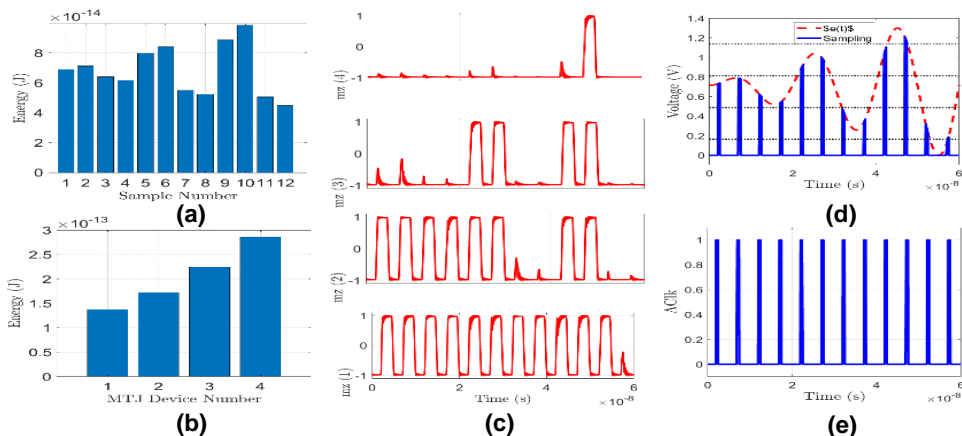 ×10-14
8
6
4
2
0
Energy (J)
1 2 3 4 5 6 7 8 9 10 11 12
Sample Number
(a)
×10-13
3
2.5
2
1.5
1
0.5
0
Energy (J)
1 2 3 4
MTJ Device Number
(b)
1
0
-1
mz (4)
1
0
-1
mz (3)
1
0
-1
mz (2)
1
0
-1
mz (1)
0 2 4 6
Time (s)
×10-8
(c)
1.4
1.2
1
0.8
0.6
0.4
0.2
0
Voltage (V)
$e(t)$
Sampling
0 2 4 6
Time (s)
×10-8
(d)
1
0.8
0.6
0.4
0.2
0
AClk
0 2 4 6
Time (s)
×10-8
(e)